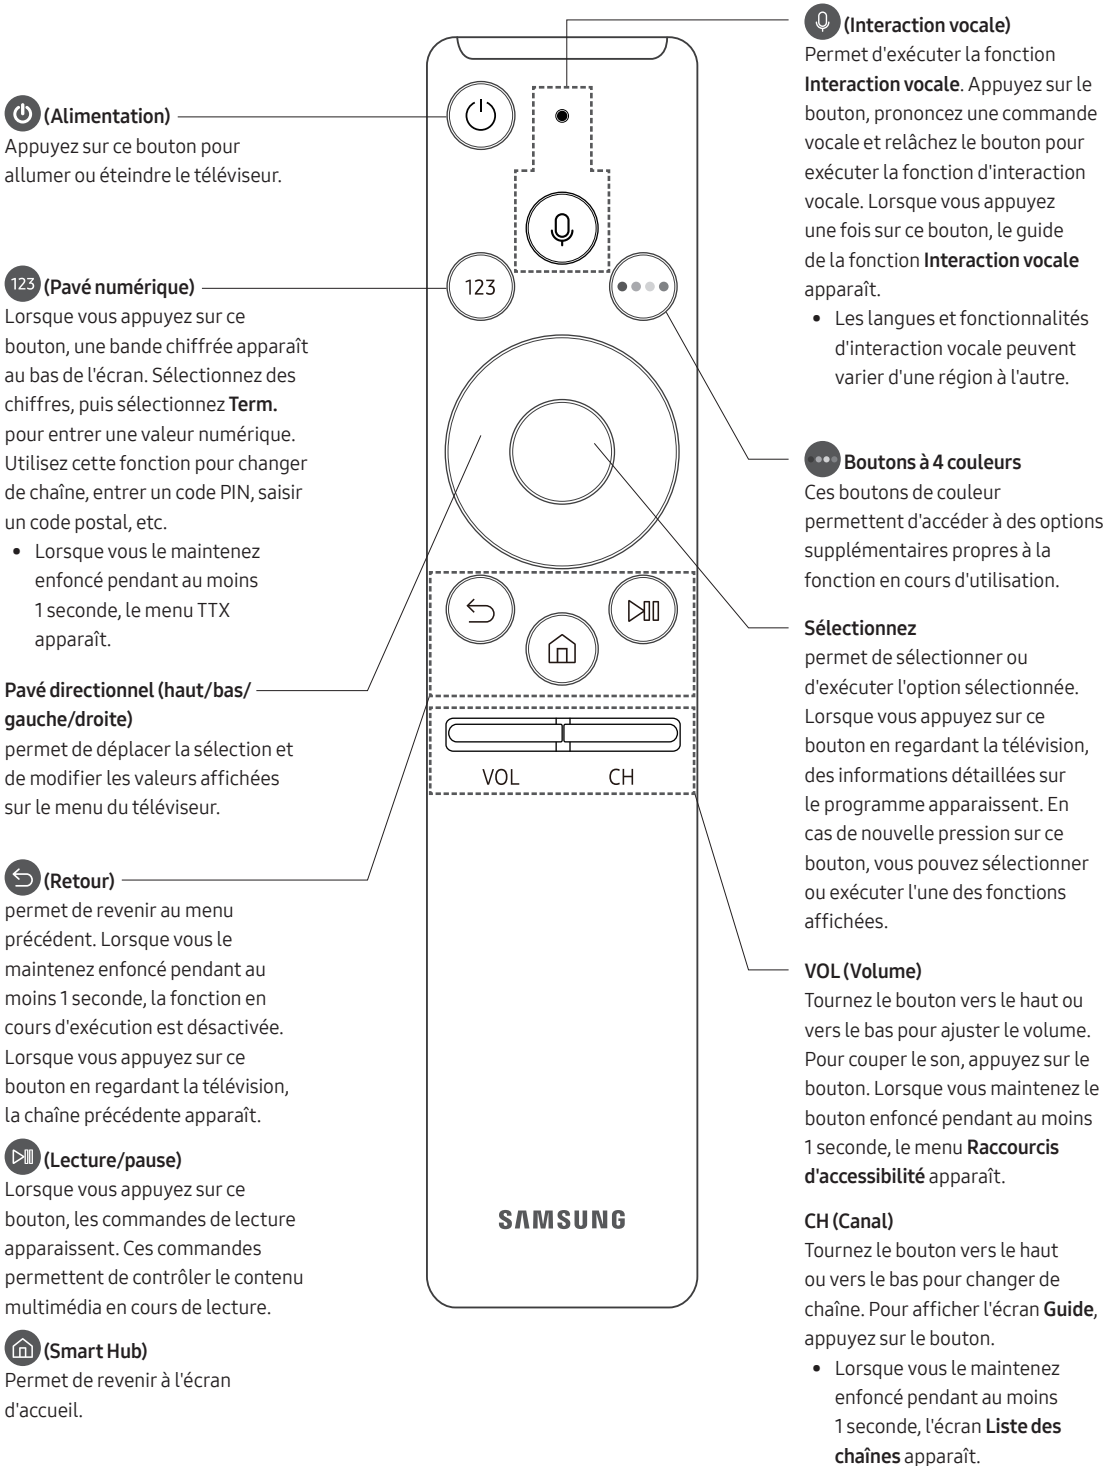 (Alimentation)
Appuyez sur ce bouton pour
allumer ou éteindre le téléviseur.
123 (Pavé numérique)
Lorsque vous appuyez sur ce
bouton, une bande chiffrée apparaît
au bas de l'écran. Sélectionnez des
chiffres, puis sélectionnez Term.
pour entrer une valeur numérique.
Utilisez cette fonction pour changer
de chaîne, entrer un code PIN, saisir
un code postal, etc.
• Lorsque vous le maintenez
enfoncé pendant au moins
1 seconde, le menu TTX
apparaît.
Pavé directionnel (haut/bas/
gauche/droite)
permet de déplacer la sélection et
de modifier les valeurs affichées
sur le menu du téléviseur.
(Retour)
permet de revenir au menu
précédent. Lorsque vous le
maintenez enfoncé pendant au
moins 1 seconde, la fonction en
cours d'exécution est désactivée.
Lorsque vous appuyez sur ce
bouton en regardant la télévision,
la chaîne précédente apparaît.
(Lecture/pause)
Lorsque vous appuyez sur ce
bouton, les commandes de lecture
apparaissent. Ces commandes
permettent de contrôler le contenu
multimédia en cours de lecture.
(Smart Hub)
Permet de revenir à l'écran
d'accueil.
123
VOL CH
SAMSUNG
(Interaction vocale)
Permet d'exécuter la fonction
Interaction vocale. Appuyez sur le
bouton, prononcez une commande
vocale et relâchez le bouton pour
exécuter la fonction d'interaction
vocale. Lorsque vous appuyez
une fois sur ce bouton, le guide
de la fonction Interaction vocale
apparaît.
• Les langues et fonctionnalités
d'interaction vocale peuvent
varier d'une région à l'autre.
Boutons à 4 couleurs
Ces boutons de couleur
permettent d'accéder à des options
supplémentaires propres à la
fonction en cours d'utilisation.
Sélectionnez
permet de sélectionner ou
d'exécuter l'option sélectionnée.
Lorsque vous appuyez sur ce
bouton en regardant la télévision,
des informations détaillées sur
le programme apparaissent. En
cas de nouvelle pression sur ce
bouton, vous pouvez sélectionner
ou exécuter l'une des fonctions
affichées.
VOL (Volume)
Tournez le bouton vers le haut ou
vers le bas pour ajuster le volume.
Pour couper le son, appuyez sur le
bouton. Lorsque vous maintenez le
bouton enfoncé pendant au moins
1 seconde, le menu Raccourcis
d'accessibilité apparaît.
CH (Canal)
Tournez le bouton vers le haut
ou vers le bas pour changer de
chaîne. Pour afficher l'écran Guide,
appuyez sur le bouton.
• Lorsque vous le maintenez
enfoncé pendant au moins
1 seconde, l'écran Liste des
chaînes apparaît.